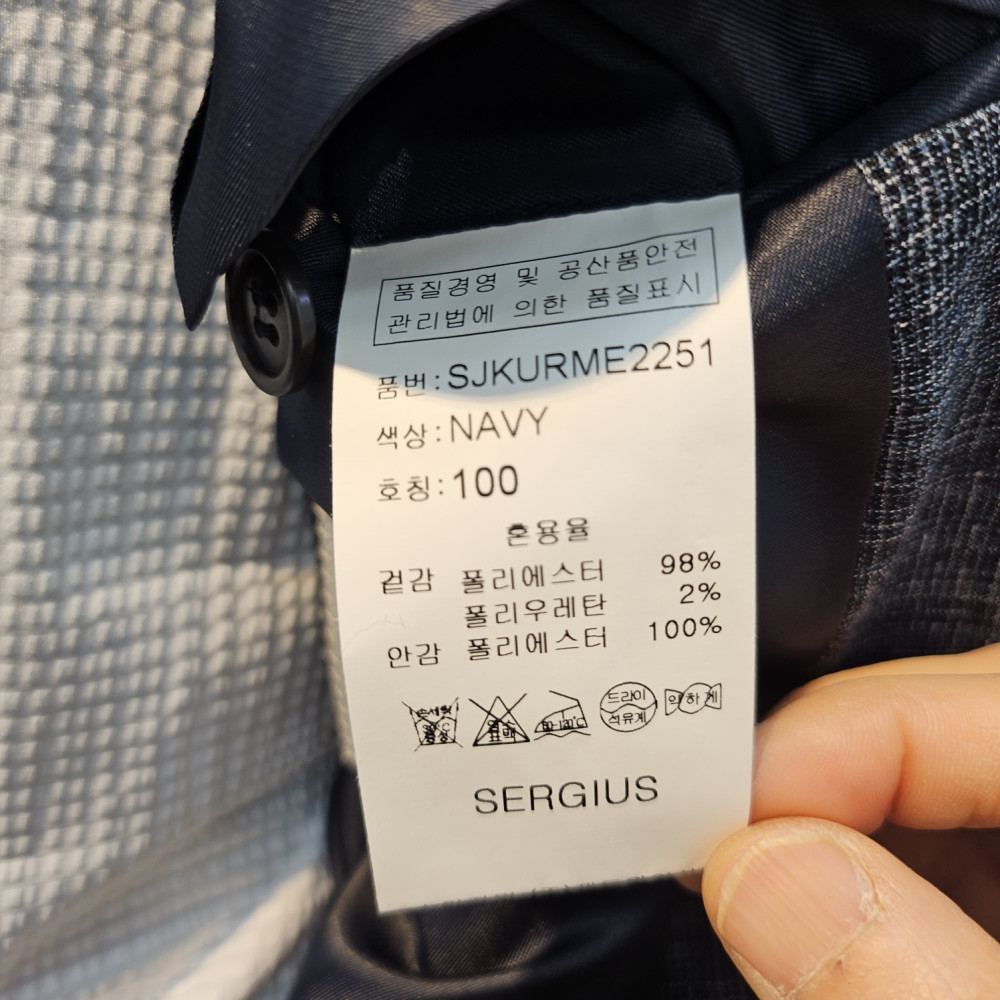 품질경영 및 공산품안전
관리법에 의한 품질표시
품번:SJKURME2251
색상:NAVY
호칭:100
혼용율
겉감 폴리에스터 98%
폴리우레탄 2%
안감 폴리에스터 100%
드라이
석유계
약하게
SERGIUS